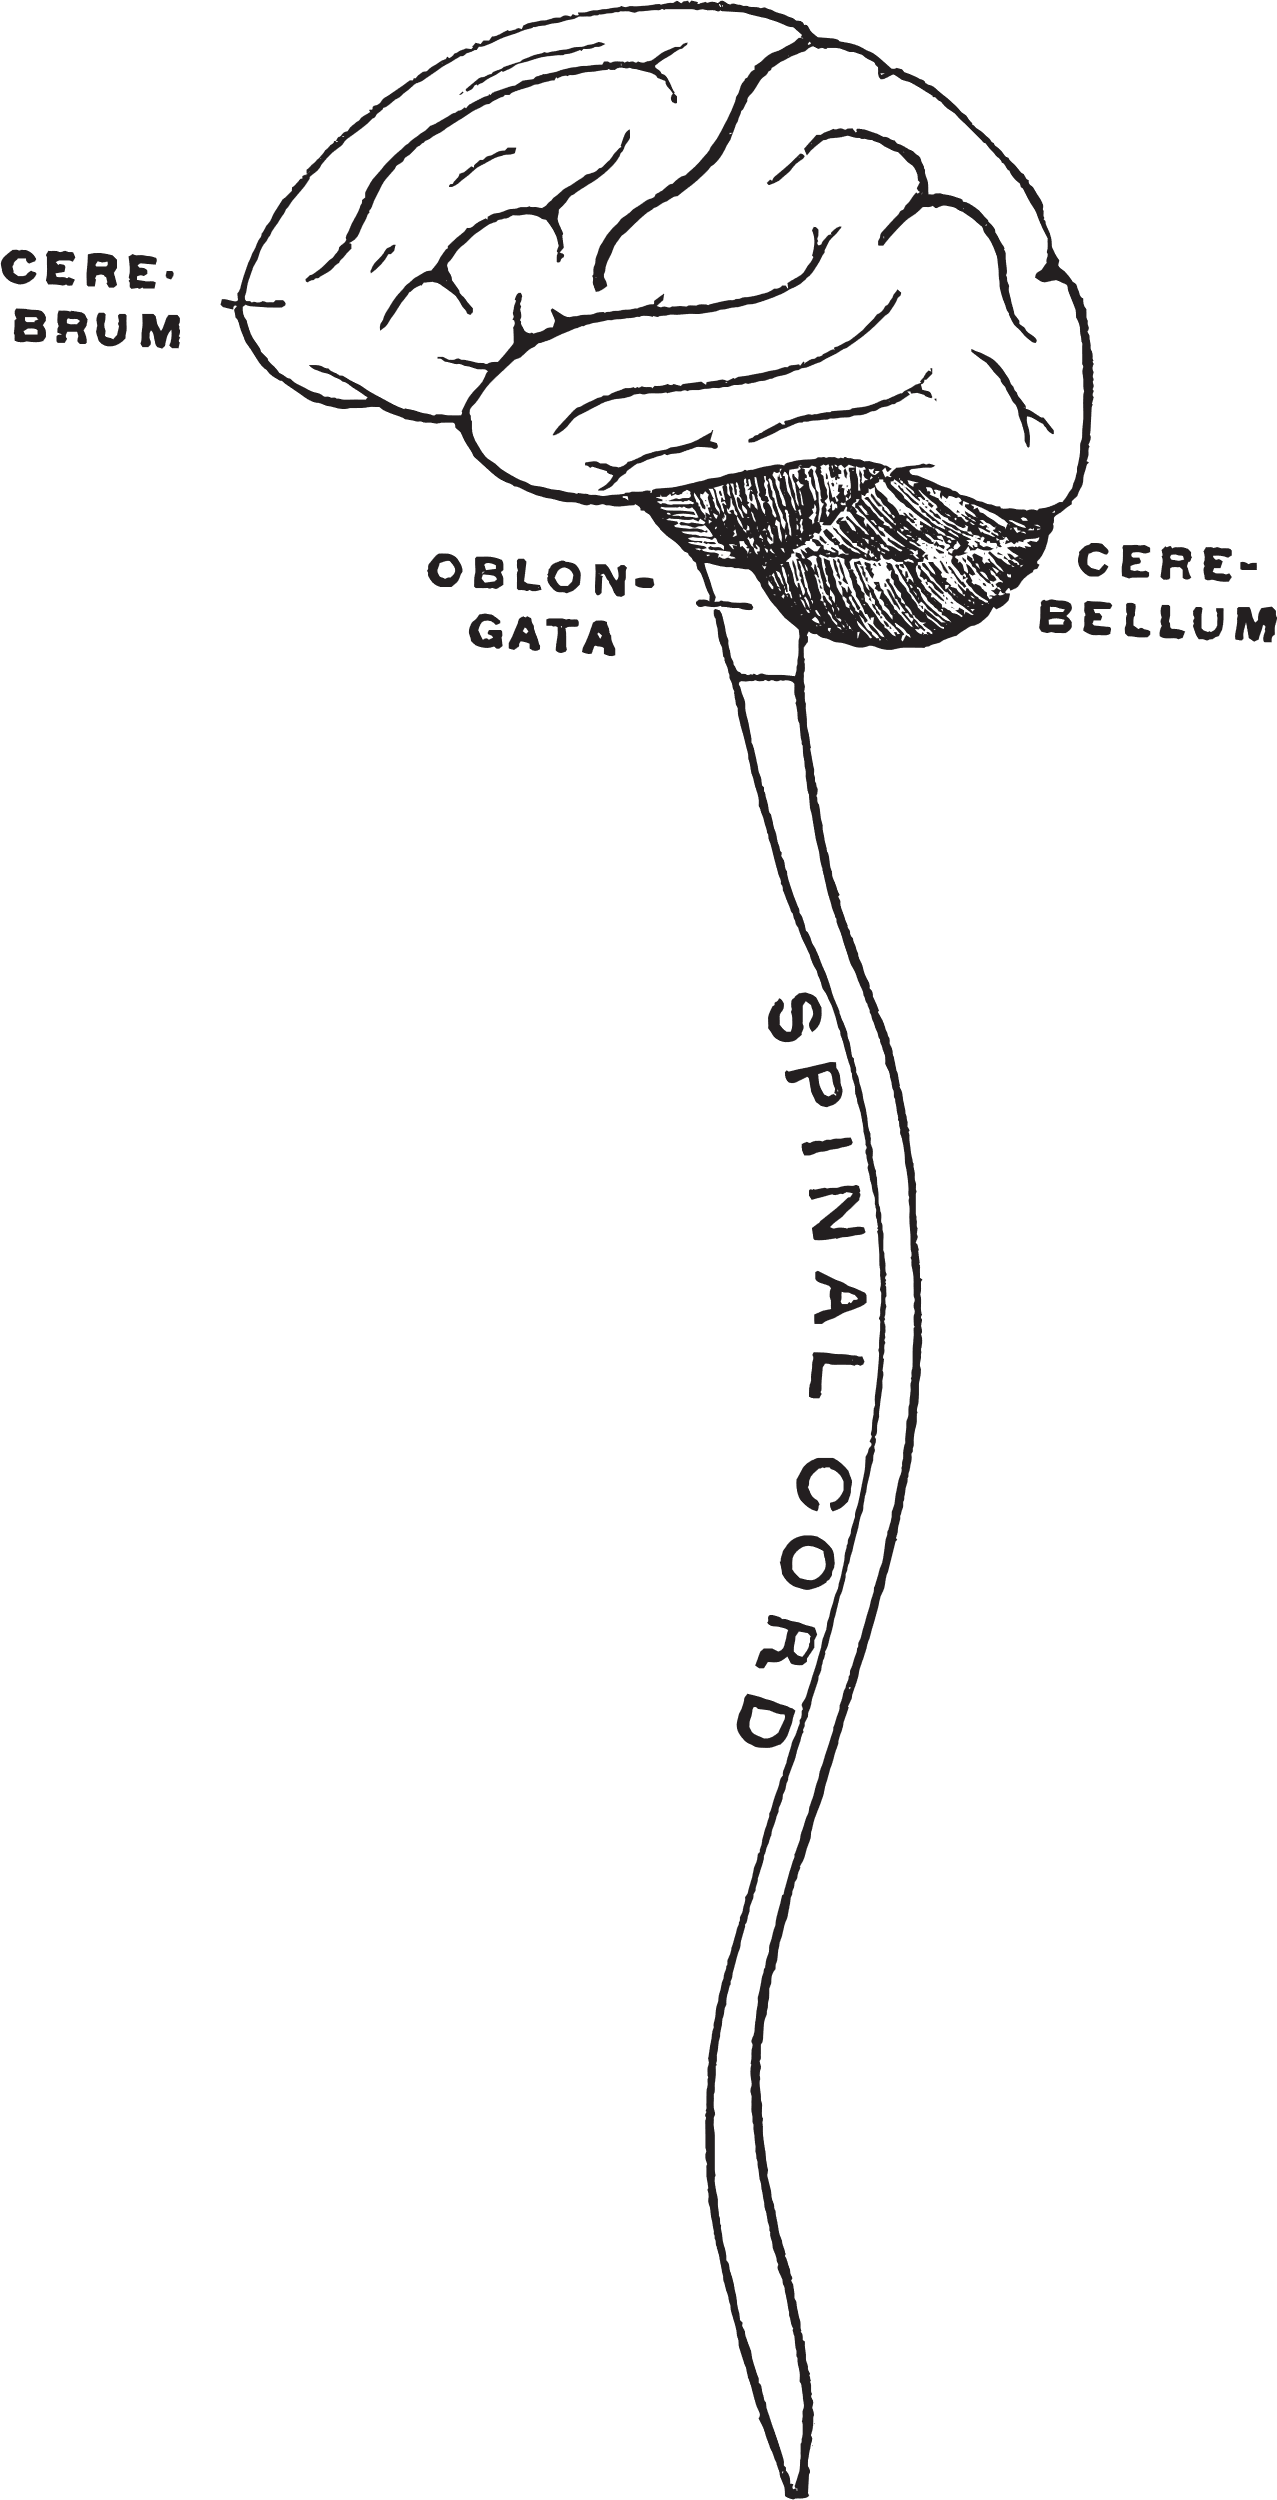 CERE-
BRUM
OBLON-
GATA
CERE-
BELLUM
SPINAL CORD